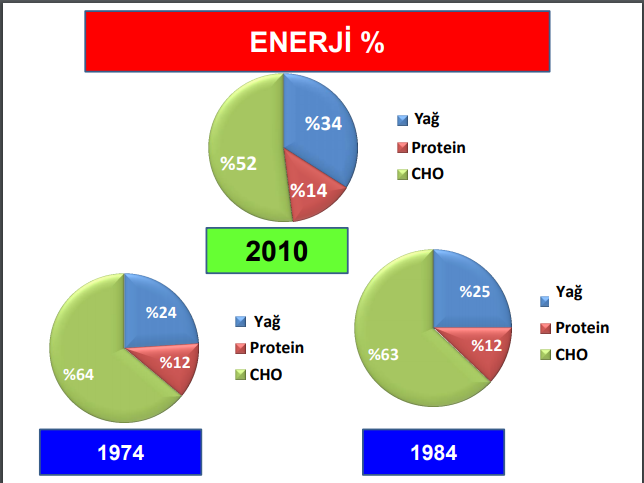 ENERJİ %
%34
%14
%52
Yağ
Protein
CHO
2010
%24
%12
%64
Yağ
Protein
CHO
1974
%25
%12
%63
Yağ
Protein
CHO
1984